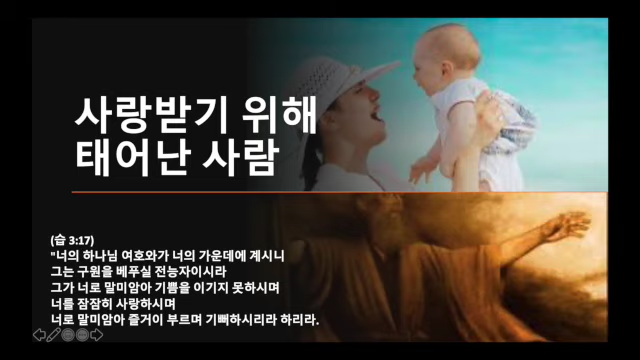 사랑받기 위해
태어난 사람
(습 3:17)
"너의 하나님 여호와가 너의 가운데에 계시니
그는 구원을 베푸실 전능자이시라
그가 너로 말미암아 기쁨을 이기지 못하시며
너를 잠잠히 사랑하시며
너로 말미암아 즐거이 부르며 기뻐하시리라 하리라.